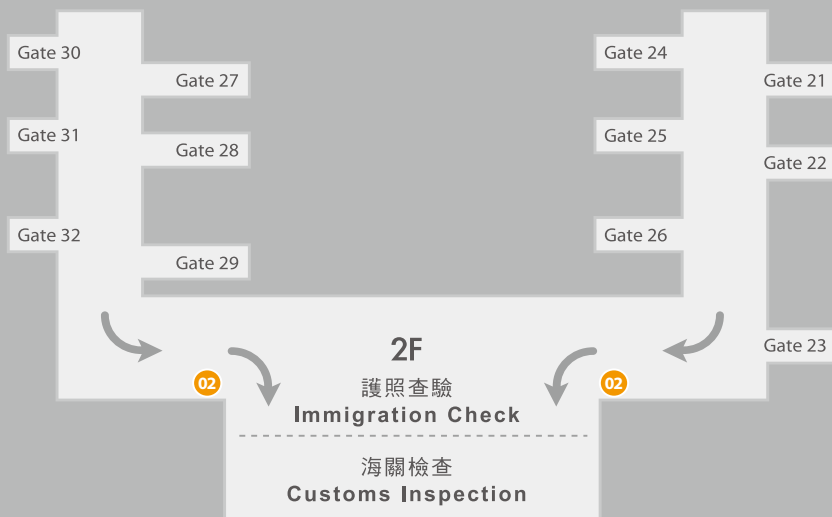 Gate 30
Gate 27
Gate 31
Gate 28
Gate 32
Gate 29
Gate 24
Gate 21
Gate 25
Gate 22
Gate 26
Gate 23
2F
02
02
護照查驗
Immigration Check
海關檢查
Customs Inspection